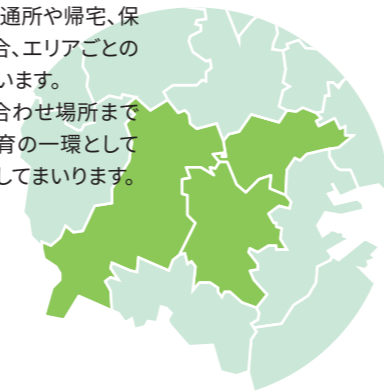 通所や帰宅、保
合、エリアごとの
います。
合わせ場所まで
育の一環として
してまいります。